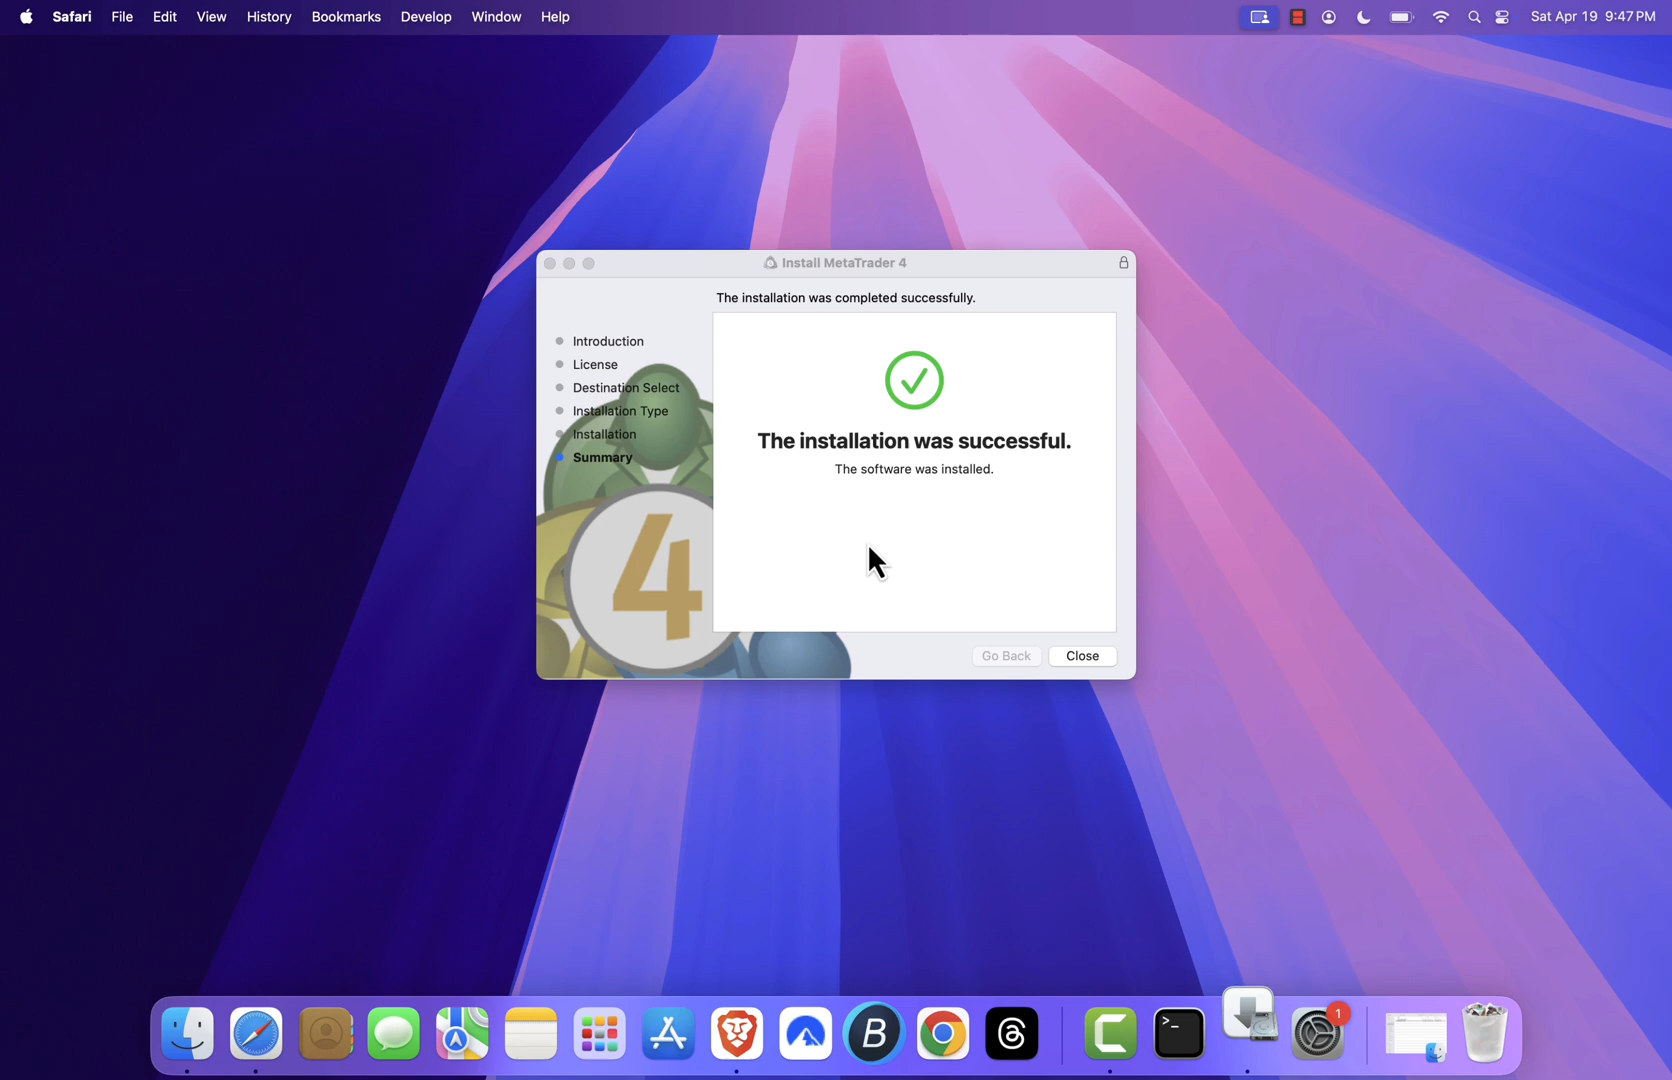 Safari File Edit View History Bookmarks Develop Window Help
Sat Apr 19 9:47 PM
Install MetaTrader 4
The installation was completed successfully.
Introduction
License
Destination Select
Installation Type
Installation
Summary
4
The installation was successful.
The software was installed.
Go Back
Close
B
>_
1